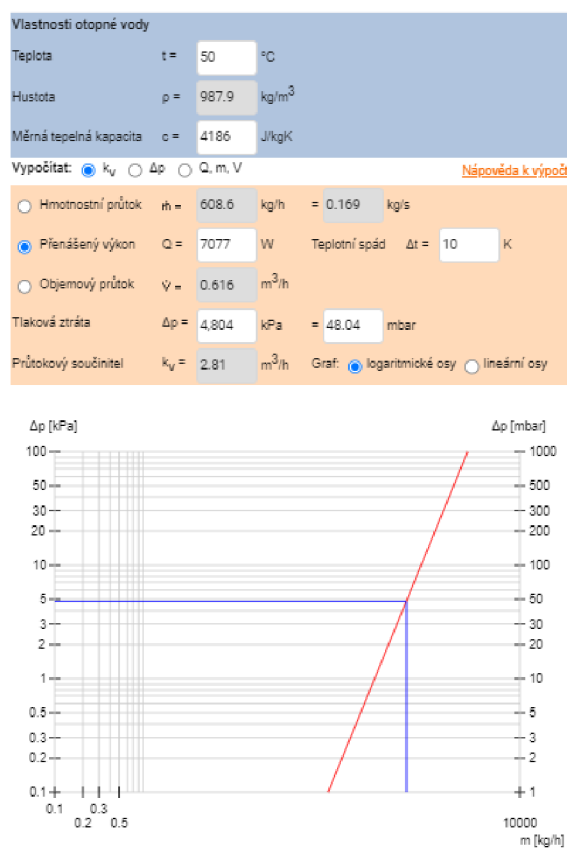 Vlastnosti otopné vody
Teplota t = 50 °C
Hustota ρ = 987.9 kg/m3
Měrná tepelná kapacita c = 4186 J/kgK
Vypočítat: kv Δp Q, m, V Nápověda k výpočt
Hmotnostní průtok ṁ = 608.6 kg/h = 0.169 kg/s
Přenášený výkon Q = 7077 W Teplotní spád Δt = 10 K
Objemový průtok V̇ = 0.616 m3/h
Tlaková ztráta Δp = 4,804 kPa = 48.04 mbar
Průtokový součinitel kv = 2.81 m3/h Graf: logaritmické osy lineární osy
Δp [kPa] Δp [mbar]
100 1000
50 500
30 300
20 200
10 100
5 50
3 30
2 20
1 10
0.5 5
0.3 3
0.2 2
0.1 1
0.1 0.3
0.2 0.5 10000
m [kg/h]